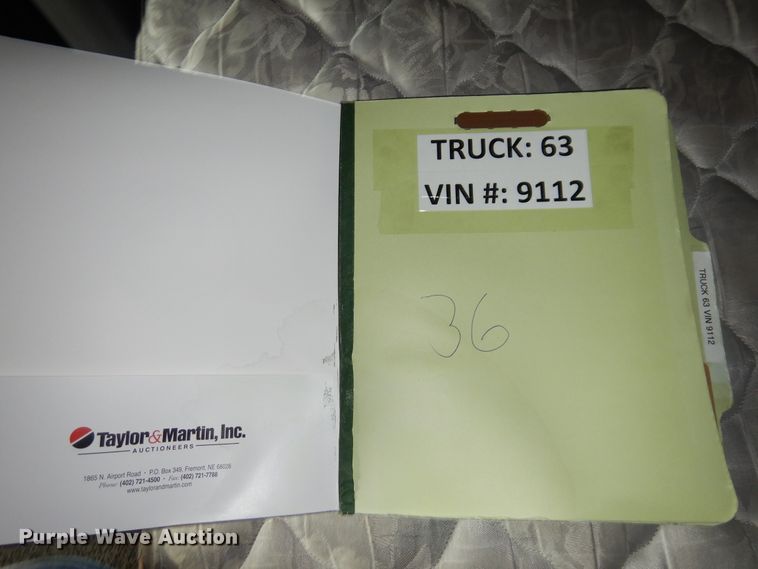 TRUCK: 63
VIN #: 9112
36
TRUCK 63 VIN 9112
Taylor & Martin, Inc.
AUCTIONEERS
1865 N. Airport Road · P.O. Box 349, Fremont, NE 68026
Phone: (402) 721-4500 · Fax: (402) 721-7788
www.taylorandmartin.com
Purple Wave Auction